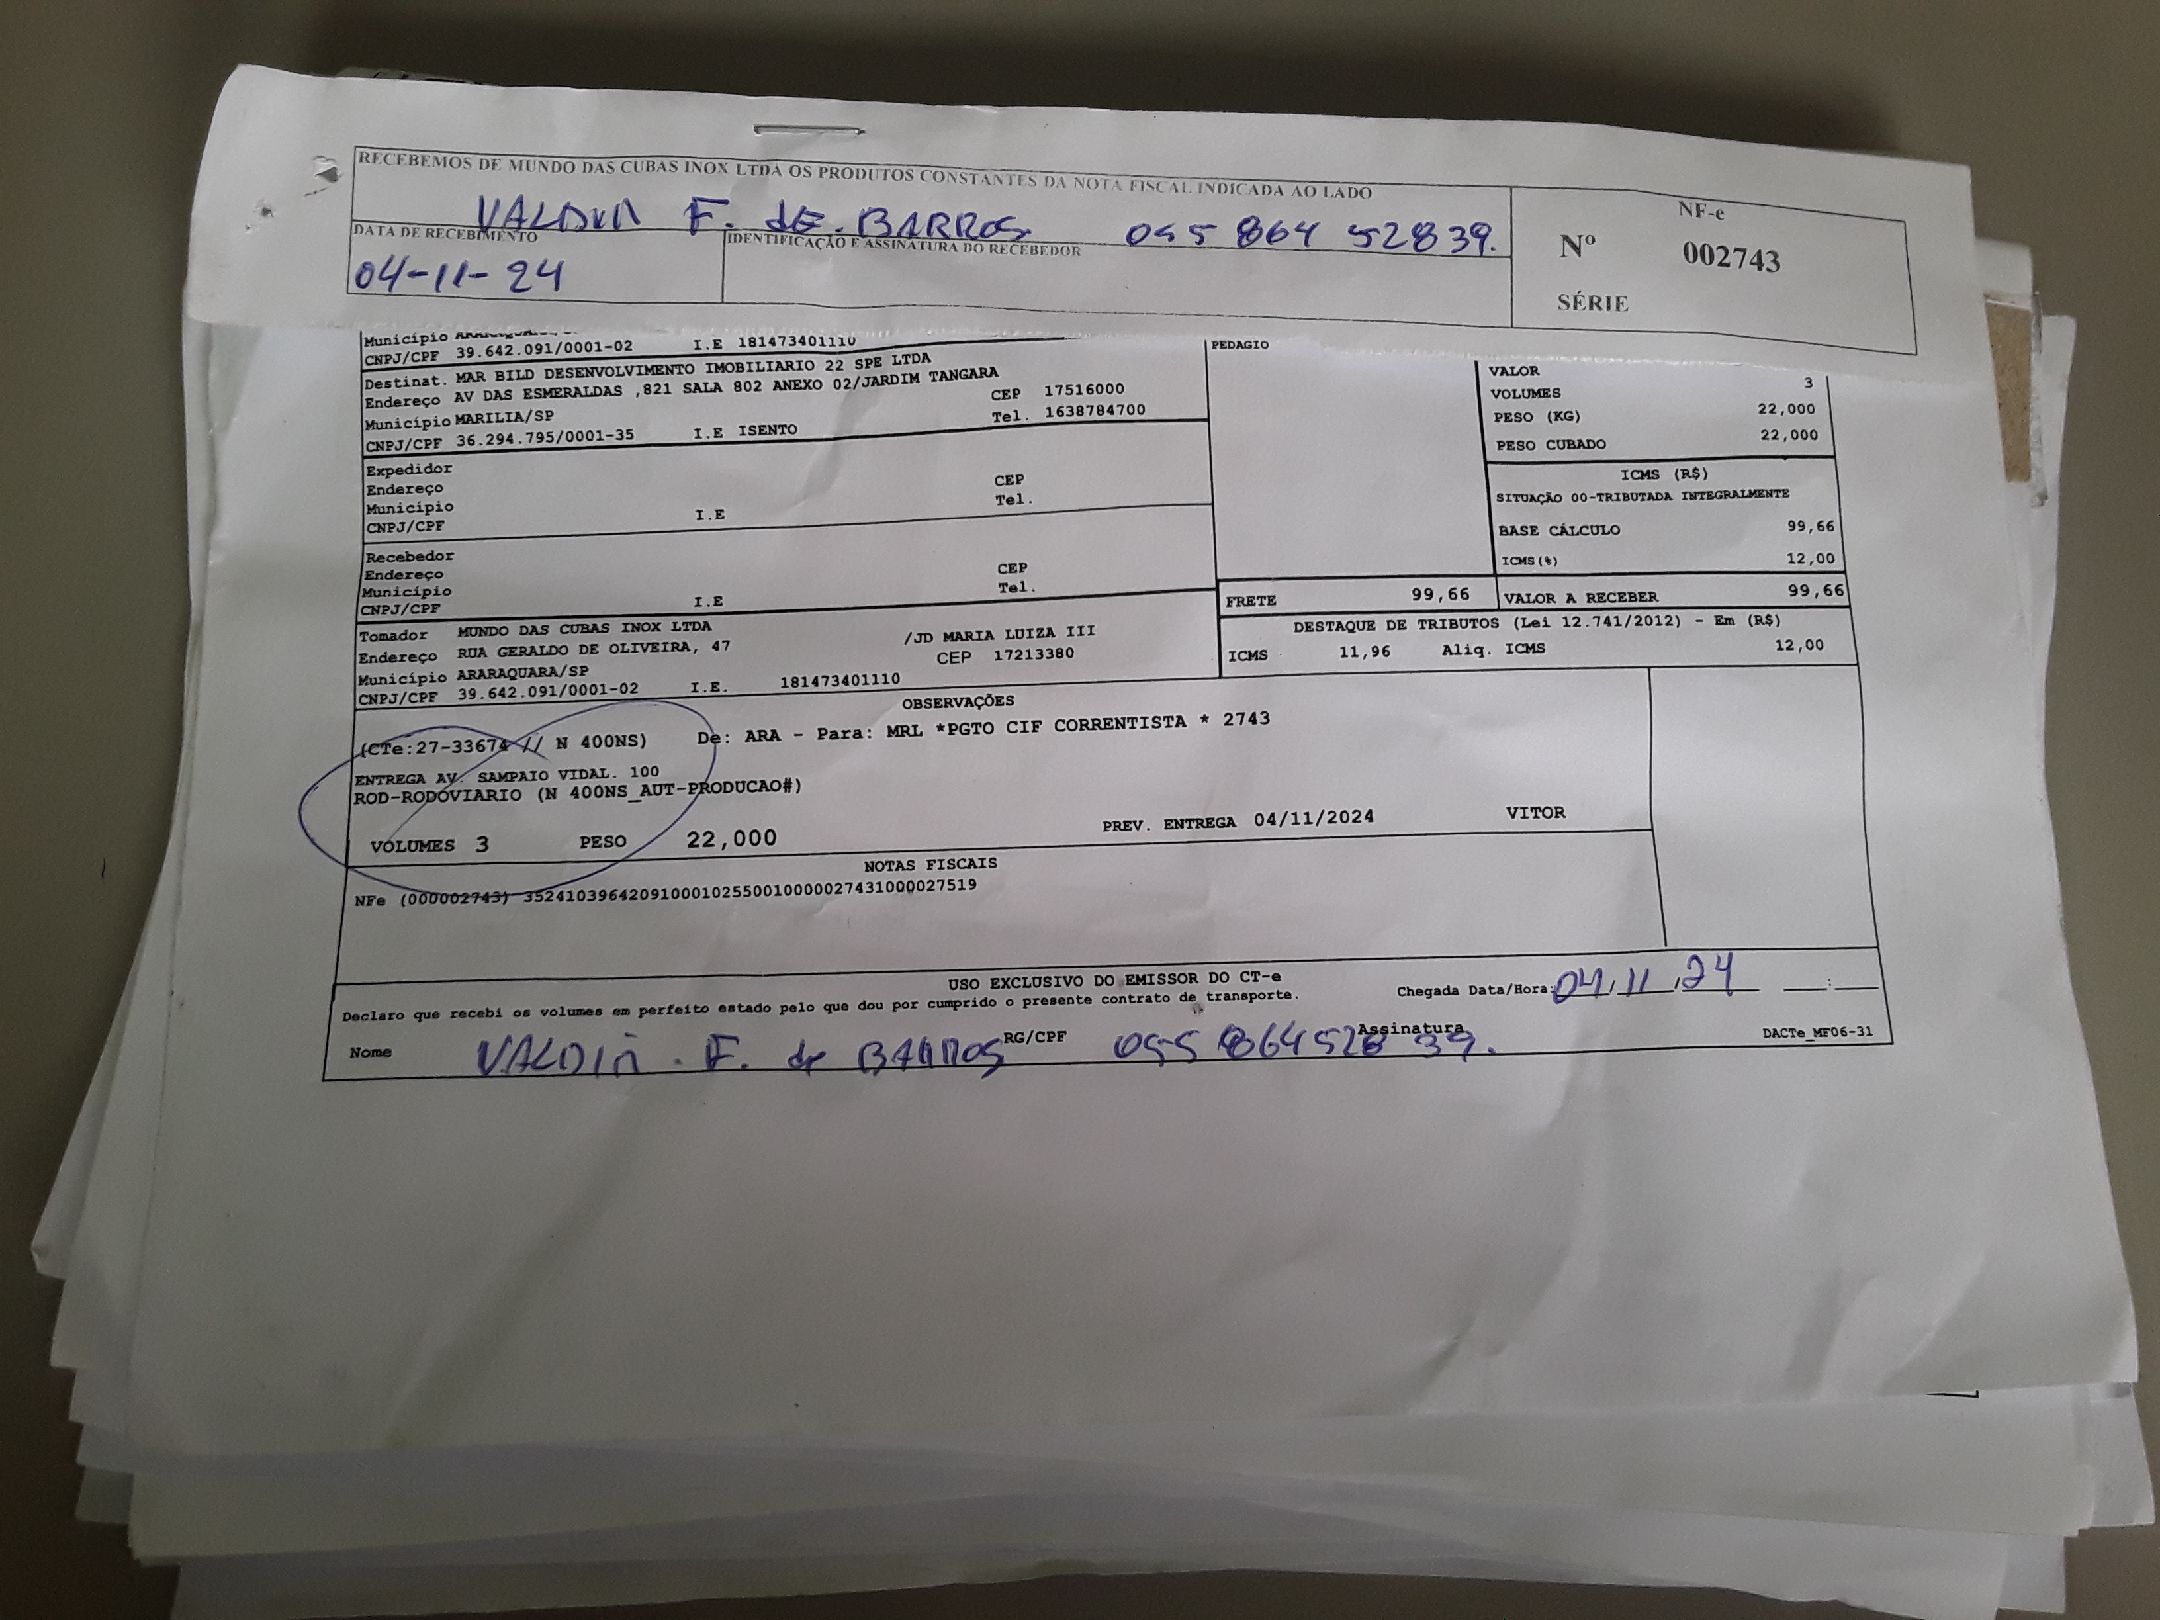 RECEBEMOS DE MUNDO DAS CUBAS INOX LTDA OS PRODUTOS CONSTANTES DA NOTA FISCAL INDICADA AO LADO
F. dE. BARROS 055 864 52839.
DATA DE RECEBIMENTO IDENTIFICAÇÃO E ASSINATURA DO RECEBEDOR
04-11-24
NF-e
Nº 002743
SÉRIE
Município
CNPJ/CPF 39.642.091/0001-02 I.E 181473401110
Destinat. MAR BILD DESENVOLVIMENTO IMOBILIARIO 22 SPE LTDA
Endereço AV DAS ESMERALDAS ,821 SALA 802 ANEXO 02/JARDIM TANGARA
Município MARILIA/SP CEP 17516000
CNPJ/CPF 36.294.795/0001-35 I.E ISENTO Tel. 1638784700
Expedidor
Endereço CEP
Município Tel.
CNPJ/CPF I.E
Recebedor
Endereço CEP
Município Tel.
CNPJ/CPF I.E
Tomador MUNDO DAS CUBAS INOX LTDA
Endereço RUA GERALDO DE OLIVEIRA, 47 /JD MARIA LUIZA III
Município ARARAQUARA/SP CEP 17213380
CNPJ/CPF 39.642.091/0001-02 I.E. 181473401110
PEDAGIO
VALOR
VOLUMES 3
PESO (KG) 22,000
PESO CUBADO 22,000
ICMS (R$)
SITUAÇÃO 00-TRIBUTADA INTEGRALMENTE
BASE CÁLCULO 99,66
ICMS(%) 12,00
FRETE 99,66 VALOR A RECEBER 99,66
DESTAQUE DE TRIBUTOS (Lei 12.741/2012) - Em (R$)
ICMS 11,96 Aliq. ICMS 12,00
OBSERVAÇÕES
(CTe:27-33674 // N 400NS) De: ARA - Para: MRL *PGTO CIF CORRENTISTA * 2743
ENTREGA AV. SAMPAIO VIDAL. 100
ROD-RODOVIARIO (N 400NS_AUT-PRODUCAO#)
VOLUMES 3 PESO 22,000 PREV. ENTREGA 04/11/2024 VITOR
NOTAS FISCAIS
NFe (000002743) 35241039642091000102550010000027431000027519
USO EXCLUSIVO DO EMISSOR DO CT-e
Declaro que recebi os volumes em perfeito estado pelo que dou por cumprido o presente contrato de transporte.
Chegada Data/Hora: 04/11/24 __:__
Nome VALDIR. F. de BARROS RG/CPF 055 864528 39. Assinatura
DACTe_MF06-31